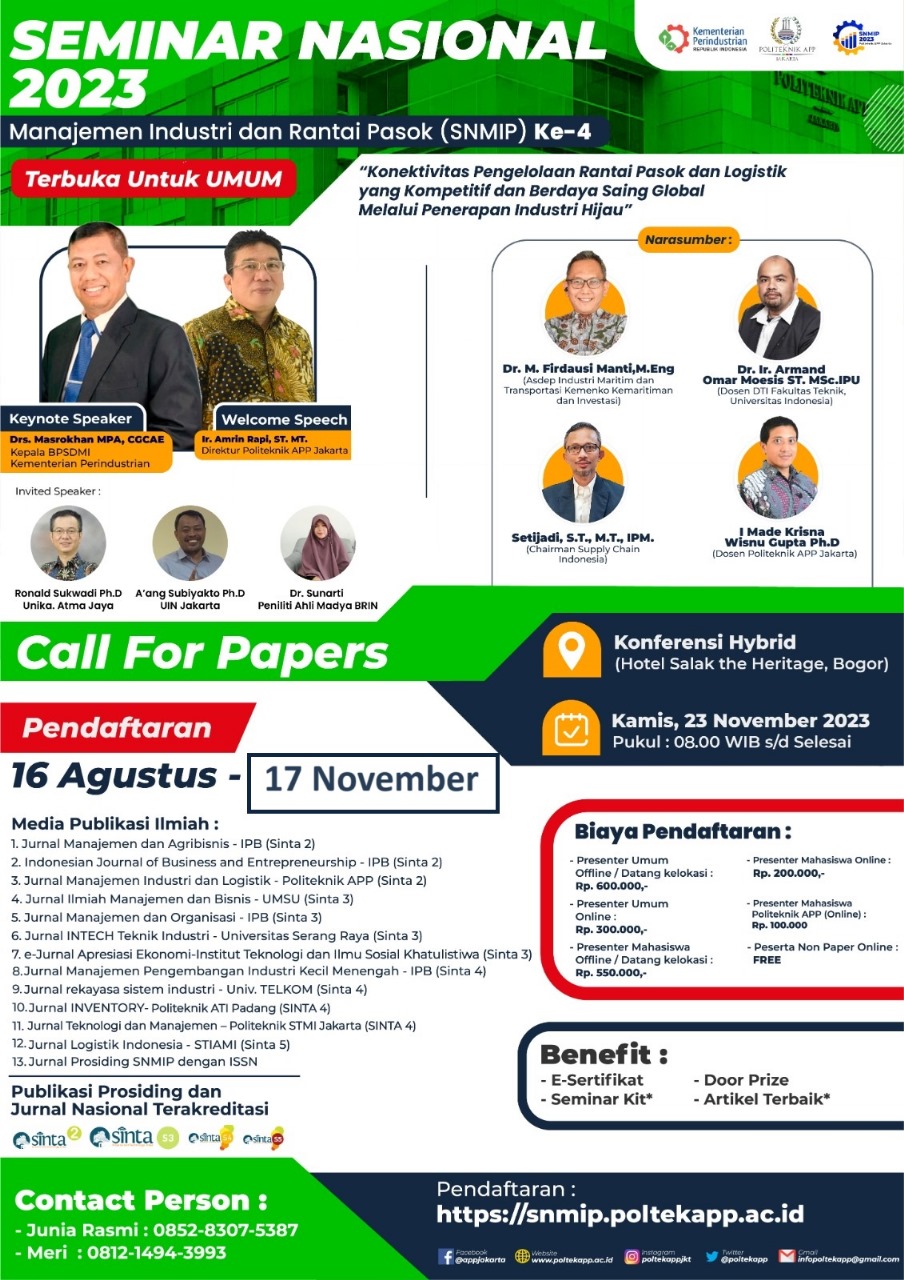 SEMINAR NASIONAL
2023
Kementerian
Perindustrian
REPUBLIK INDONESIA
POLITEKNIK APP
JAKARTA
SNMIP
2023
POLITEKNIK APP
JAKARTA
Manajemen Industri dan Rantai Pasok (SNMIP) Ke-4
Terbuka Untuk UMUM
“Konektivitas Pengelolaan Rantai Pasok dan Logistik
yang Kompetitif dan Berdaya Saing Global
Melalui Penerapan Industri Hijau”
Keynote Speaker
Drs. Masrokhan MPA, CGCAE
Kepala BPSDMI
Kementerian Perindustrian
Welcome Speech
Ir. Amrin Rapi, ST. MT.
Direktur Politeknik APP Jakarta
Invited Speaker :
Ronald Sukwadi Ph.D
Unika. Atma Jaya
A’ang Subiyakto Ph.D
UIN Jakarta
Dr. Sunarti
Peniliti Ahli Madya BRIN
Narasumber :
Dr. M. Firdausi Manti,M.Eng
(Asdep Industri Maritim dan
Transportasi Kemenko Kemaritiman
dan Investasi)
Dr. Ir. Armand
Omar Moesis ST. MSc.IPU
(Dosen DTI Fakultas Teknik,
Universitas Indonesia)
Setijadi, S.T., M.T., IPM.
(Chairman Supply Chain
Indonesia)
I Made Krisna
Wisnu Gupta Ph.D
(Dosen Politeknik APP Jakarta)
Call For Papers
Konferensi Hybrid
(Hotel Salak the Heritage, Bogor)
Kamis, 23 November 2023
Pukul : 08.00 WIB s/d Selesai
Pendaftaran
16 Agustus - 17 November
Media Publikasi Ilmiah :
1. Jurnal Manajemen dan Agribisnis - IPB (Sinta 2)
2. Indonesian Journal of Business and Entrepreneurship - IPB (Sinta 2)
3. Jurnal Manajemen Industri dan Logistik - Politeknik APP (Sinta 2)
4. Jurnal Ilmiah Manajemen dan Bisnis - UMSU (Sinta 3)
5. Jurnal Manajemen dan Organisasi - IPB (Sinta 3)
6. Jurnal INTECH Teknik Industri - Universitas Serang Raya (Sinta 3)
7. e-Jurnal Apresiasi Ekonomi-Institut Teknologi dan Ilmu Sosial Khatulistiwa (Sinta 3)
8.Jurnal Manajemen Pengembangan Industri Kecil Menengah - IPB (Sinta 4)
9.Jurnal rekayasa sistem industri - Univ. TELKOM (Sinta 4)
10.Jurnal INVENTORY- Politeknik ATI Padang (SINTA 4)
11. Jurnal Teknologi dan Manajemen – Politeknik STMI Jakarta (SINTA 4)
12. Jurnal Logistik Indonesia - STIAMI (Sinta 5)
13. Jurnal Prosiding SNMIP dengan ISSN
Publikasi Prosiding dan
Jurnal Nasional Terakreditasi
sinta 2
sinta S3
sinta S4
sinta S5
Biaya Pendaftaran :
- Presenter Umum
Offline / Datang kelokasi :
Rp. 600.000,-
- Presenter Umum
Online :
Rp. 300.000,-
- Presenter Mahasiswa
Offline / Datang kelokasi :
Rp. 550.000,-
- Presenter Mahasiswa Online :
Rp. 200.000,-
- Presenter Mahasiswa
Politeknik APP (Online) :
Rp. 100.000
- Peserta Non Paper Online :
FREE
Benefit :
- E-Sertifikat
- Seminar Kit*
- Door Prize
- Artikel Terbaik*
Contact Person :
- Junia Rasmi : 0852-8307-5387
- Meri : 0812-1494-3993
Pendaftaran :
https://snmip.poltekapp.ac.id
Facebook
@appjakarta
Website
www.poltekapp.ac.id
Instagram
poltekappjkt
Twitter
@poltekapp
Gmail
infopoltekapp@gmail.com